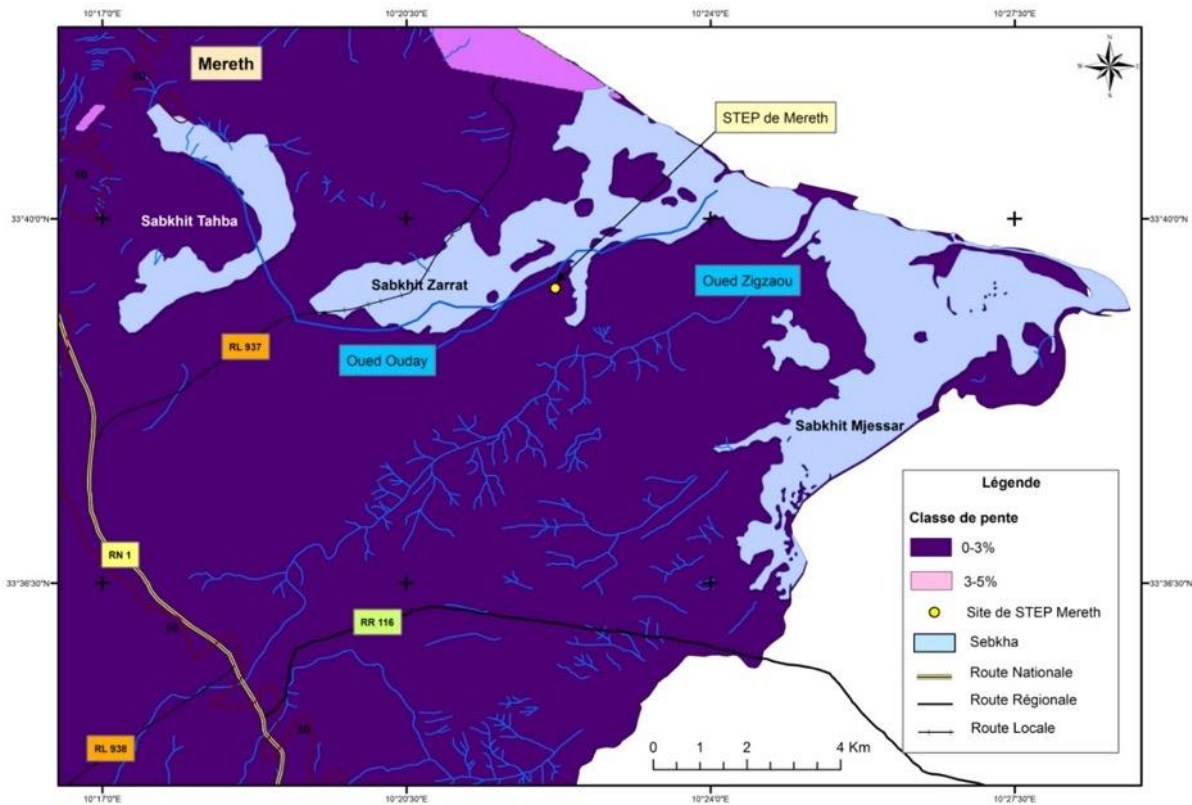 10°17'0"E
10°20'30"E
10°24'0"E
10°27'30"E
Mereth
50
STEP de Mereth
50
33°40'0"N
33°40'0"N
Sabkhit Tahba
Sabkhit Zarrat
Oued Zigzaou
RL 937
Oued Ouday
Sabkhit Mjessar
Légende
Classe de pente
0-3%
3-5%
Site de STEP Mereth
Sebkha
Route Nationale
Route Régionale
Route Locale
RN 1
33°36'30"N
33°36'30"N
RR 116
50
50
RL 938
0 1 2 4 Km
10°17'0"E
10°20'30"E
10°24'0"E
10°27'30"E